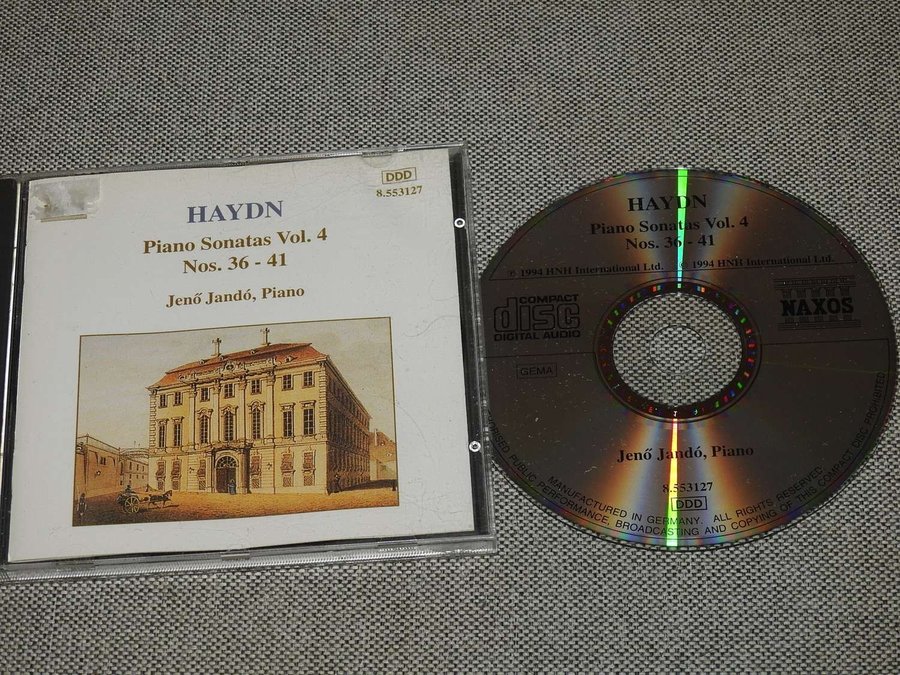 DDD
8.553127
HAYDN
Piano Sonatas Vol. 4
Nos. 36 - 41
Jenő Jandó, Piano
HAYDN
Piano Sonatas Vol. 4
Nos. 36 - 41
℗ 1994 HNH International Ltd. © 1994 HNH International Ltd.
COMPACT
disc
DIGITAL AUDIO
NAXOS
GEMA
Jenő Jandó, Piano
8.553127
DDD
MANUFACTURED IN GERMANY. ALL RIGHTS RESERVED.
PUBLIC PERFORMANCE, BROADCASTING AND COPYING OF THIS COMPACT DISC PROHIBITED